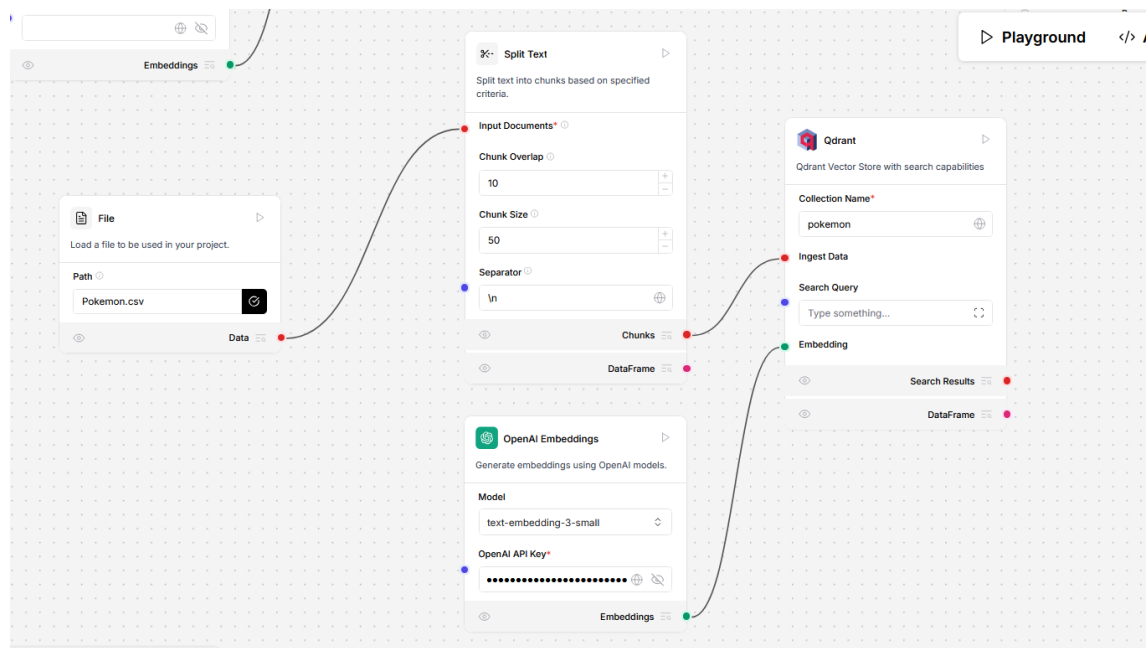 Embeddings
Playground
</>
File
Load a file to be used in your project.
Path
Pokemon.csv
Data
Split Text
Split text into chunks based on specified
criteria.
Input Documents*
Chunk Overlap
10
Chunk Size
50
Separator
\n
Chunks
DataFrame
OpenAI Embeddings
Generate embeddings using OpenAI models.
Model
text-embedding-3-small
OpenAI API Key*
••••••••••••••••••••••••
Embeddings
Qdrant
Qdrant Vector Store with search capabilities
Collection Name*
pokemon
Ingest Data
Search Query
Type something...
Embedding
Search Results
DataFrame